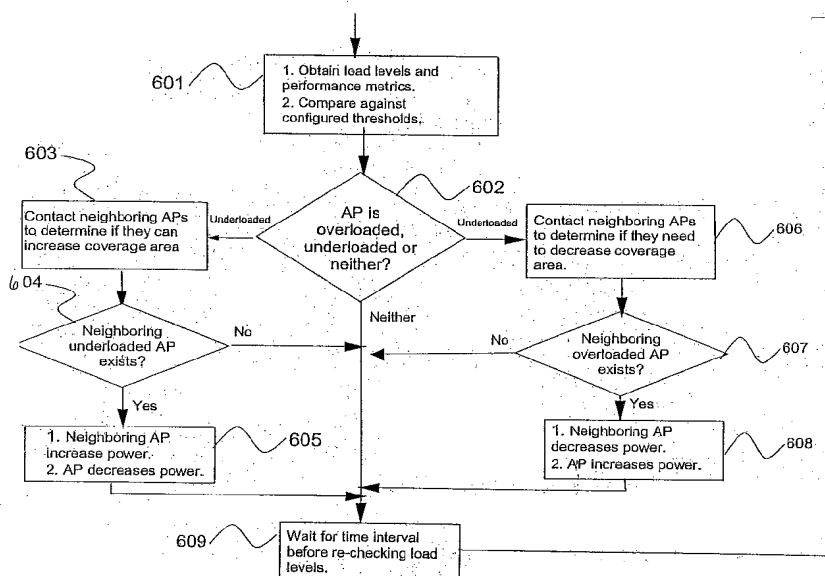 601
1. Obtain load levels and
performance metrics.
2. Compare against
configured thresholds.
603
602
Contact neighboring APs
to determine if they can
increase coverage area
Underloaded
AP is
overloaded,
underloaded or
neither?
Underloaded
Contact neighboring APs
to determine if they need
to decrease coverage
area.
606
604
Neighboring
underloaded AP
exists?
No
Neither
No
Neighboring
overloaded AP
exists?
607
Yes
Yes
1. Neighboring AP
increase power.
2. AP decreases power.
605
1. Neighboring AP
decreases power.
2. AP increases power.
608
609
Wait for time interval
before re-checking load
levels.